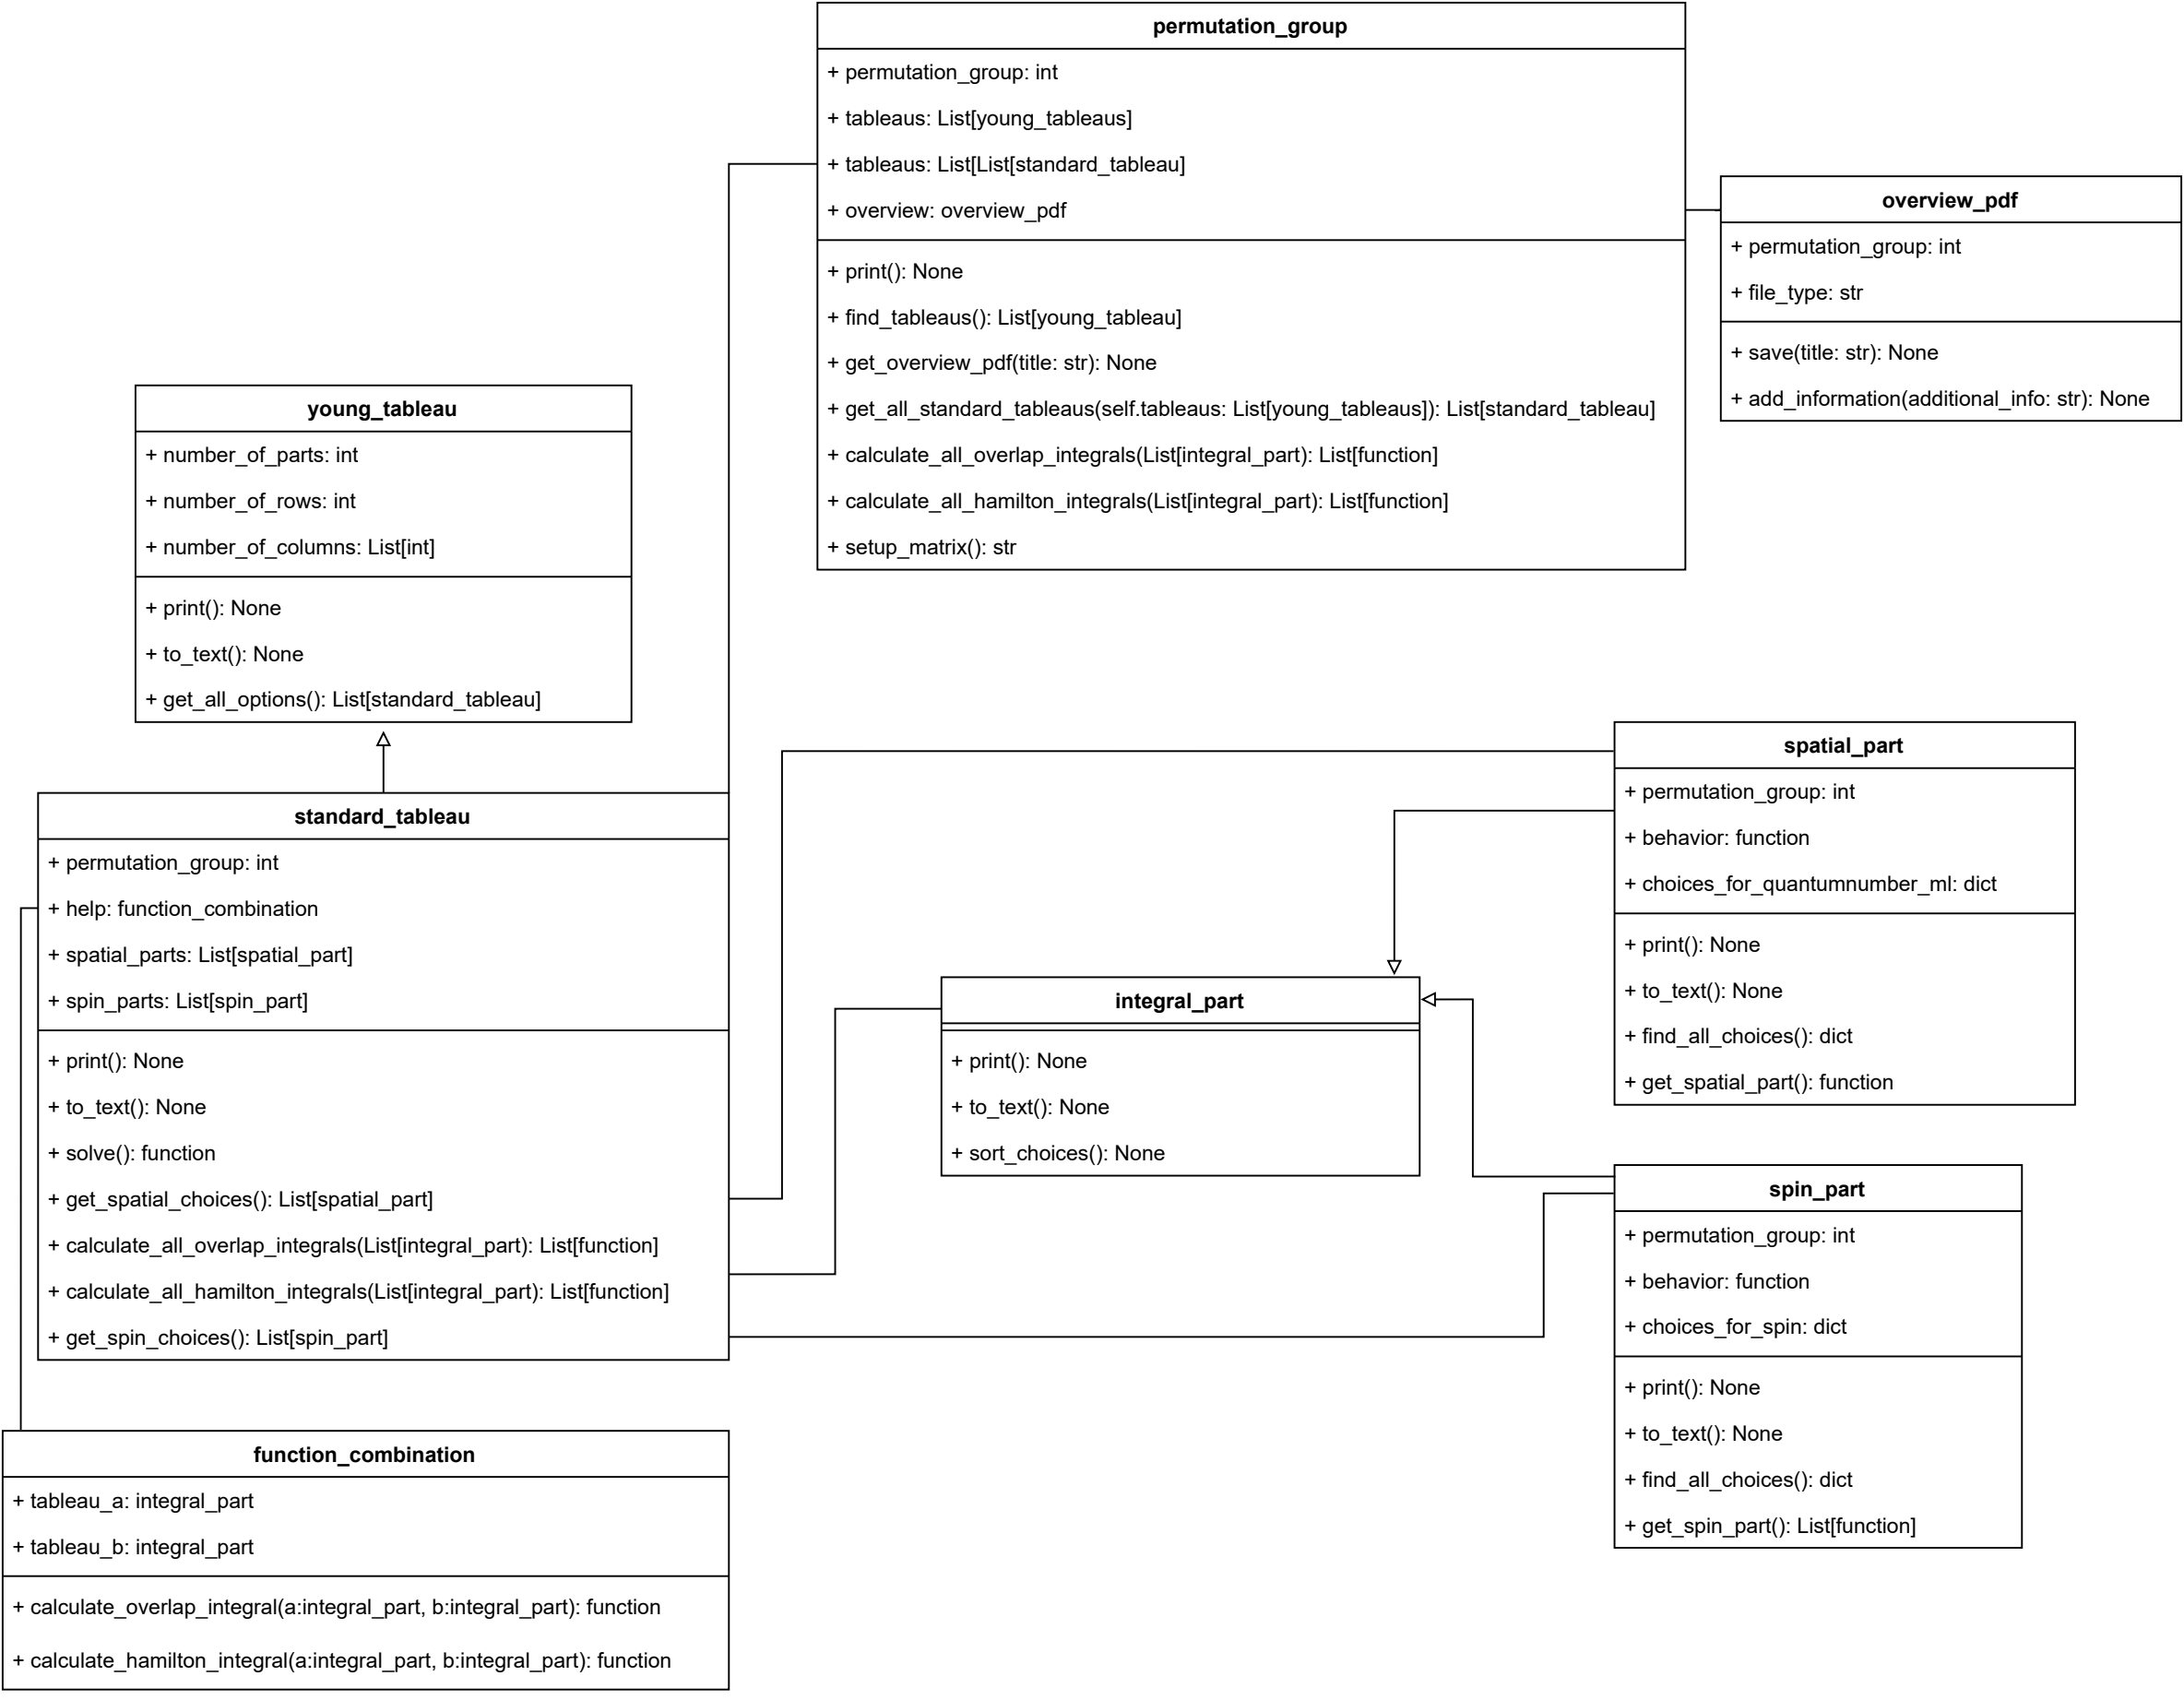 permutation_group
+ permutation_group: int
+ tableaus: List[young_tableaus]
+ tableaus: List[List[standard_tableau]
+ overview: overview_pdf
+ print(): None
+ find_tableaus(): List[young_tableau]
+ get_overview_pdf(title: str): None
+ get_all_standard_tableaus(self.tableaus: List[young_tableaus]): List[standard_tableau]
+ calculate_all_overlap_integrals(List[integral_part): List[function]
+ calculate_all_hamilton_integrals(List[integral_part): List[function]
+ setup_matrix(): str
overview_pdf
+ permutation_group: int
+ file_type: str
+ save(title: str): None
+ add_information(additional_info: str): None
young_tableau
+ number_of_parts: int
+ number_of_rows: int
+ number_of_columns: List[int]
+ print(): None
+ to_text(): None
+ get_all_options(): List[standard_tableau]
standard_tableau
+ permutation_group: int
+ help: function_combination
+ spatial_parts: List[spatial_part]
+ spin_parts: List[spin_part]
+ print(): None
+ to_text(): None
+ solve(): function
+ get_spatial_choices(): List[spatial_part]
+ calculate_all_overlap_integrals(List[integral_part): List[function]
+ calculate_all_hamilton_integrals(List[integral_part): List[function]
+ get_spin_choices(): List[spin_part]
integral_part
+ print(): None
+ to_text(): None
+ sort_choices(): None
spatial_part
+ permutation_group: int
+ behavior: function
+ choices_for_quantumnumber_ml: dict
+ print(): None
+ to_text(): None
+ find_all_choices(): dict
+ get_spatial_part(): function
spin_part
+ permutation_group: int
+ behavior: function
+ choices_for_spin: dict
+ print(): None
+ to_text(): None
+ find_all_choices(): dict
+ get_spin_part(): List[function]
function_combination
+ tableau_a: integral_part
+ tableau_b: integral_part
+ calculate_overlap_integral(a:integral_part, b:integral_part): function
+ calculate_hamilton_integral(a:integral_part, b:integral_part): function